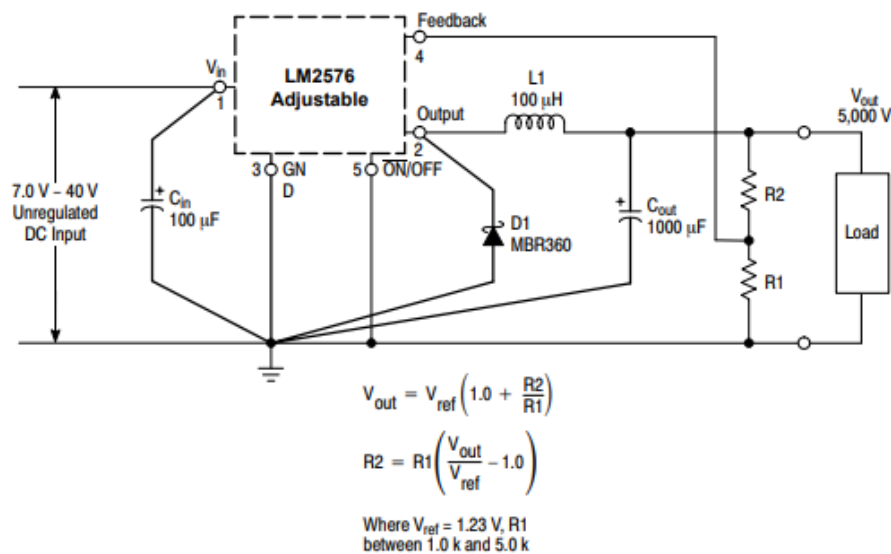 Feedback
4
V_in
1
LM2576
Adjustable
L1
100 µH
V_out
5,000 V
Output
2
3
GN
D
5
O̅N̅/OFF
7.0 V – 40 V
Unregulated
DC Input
+
C_in
100 µF
D1
MBR360
+
C_out
1000 µF
R2
R1
Load
V_out = V_ref (1.0 + R2/R1)
R2 = R1 (V_out/V_ref – 1.0)
Where V_ref = 1.23 V, R1
between 1.0 k and 5.0 k